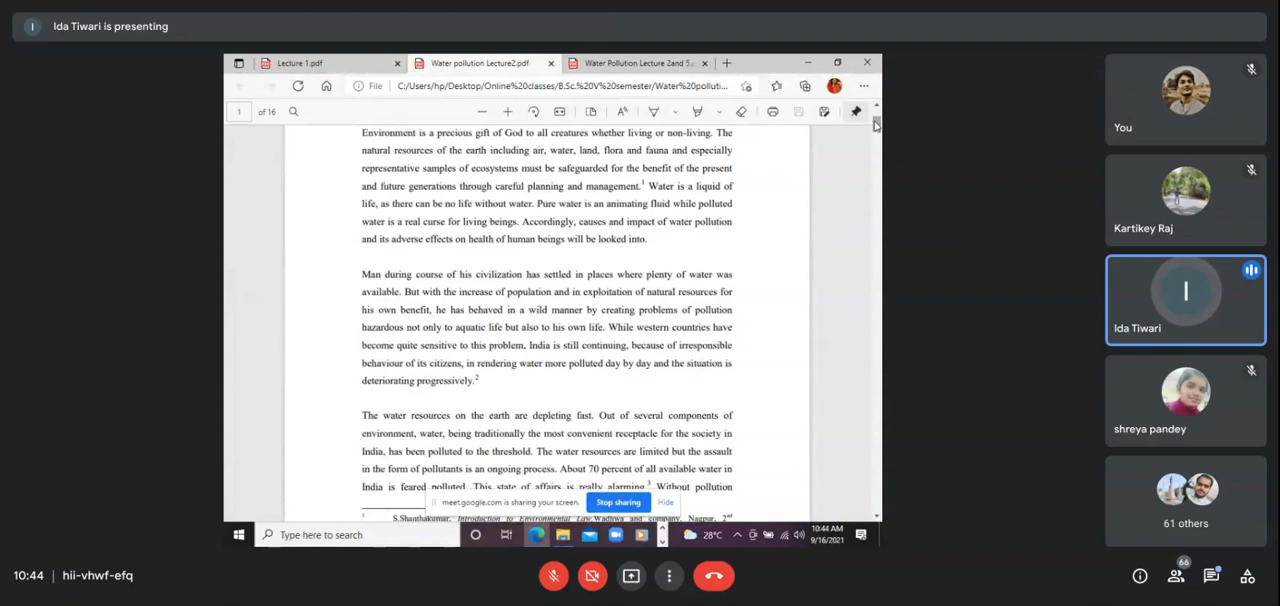 I Ida Tiwari is presenting
Lecture 1.pdf
Water pollution Lecture2.pdf
Water Pollution Lecture 2and 5.
File C:/Users/hp/Desktop/Online%20classes/B.Sc.%20V%20semester/Water%20polluti...
1 of 16
Environment is a precious gift of God to all creatures whether living or non-living. The
natural resources of the earth including air, water, land, flora and fauna and especially
representative samples of ecosystems must be safeguarded for the benefit of the present
and future generations through careful planning and management.1 Water is a liquid of
life, as there can be no life without water. Pure water is an animating fluid while polluted
water is a real curse for living beings. Accordingly, causes and impact of water pollution
and its adverse effects on health of human beings will be looked into.
Man during course of his civilization has settled in places where plenty of water was
available. But with the increase of population and in exploitation of natural resources for
his own benefit, he has behaved in a wild manner by creating problems of pollution
hazardous not only to aquatic life but also to his own life. While western countries have
become quite sensitive to this problem, India is still continuing, because of irresponsible
behaviour of its citizens, in rendering water more polluted day by day and the situation is
deteriorating progressively.2
The water resources on the earth are depleting fast. Out of several components of
environment, water, being traditionally the most convenient receptacle for the society in
India, has been polluted to the threshold. The water resources are limited but the assault
in the form of pollutants is an ongoing process. About 70 percent of all available water in
India is feared polluted. This state of affairs is really alarming.3 Without pollution
1 S.Shanthakumar, Introduction to Environmental Law,Wadhwa and company, Nagpur, 2nd
meet.google.com is sharing your screen.
Stop sharing
Hide
Type here to search
28°C
10:44 AM
9/16/2021
You
Kartikey Raj
I
Ida Tiwari
shreya pandey
61 others
10:44 | hii-vhwf-efq
66